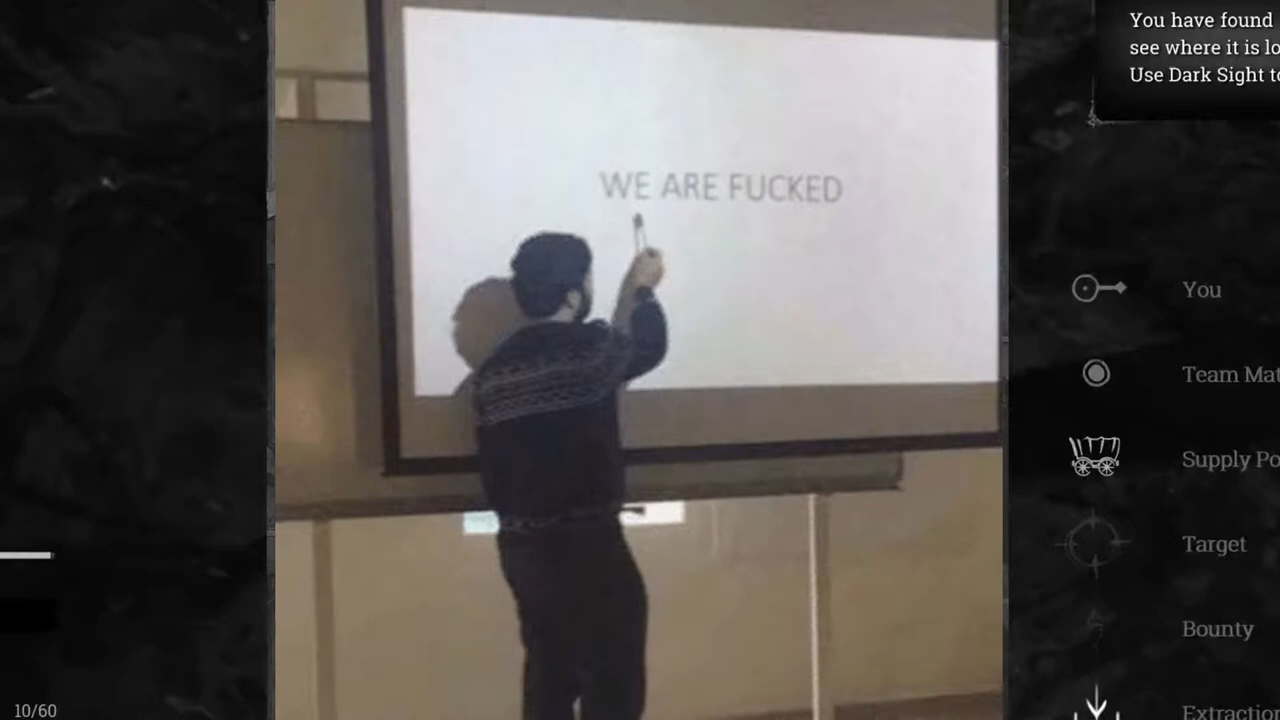 You have found
see where it is lo
Use Dark Sight to
WE ARE FUCKED
You
Team Mat
Supply Po
Target
Bounty
Extraction
10/60